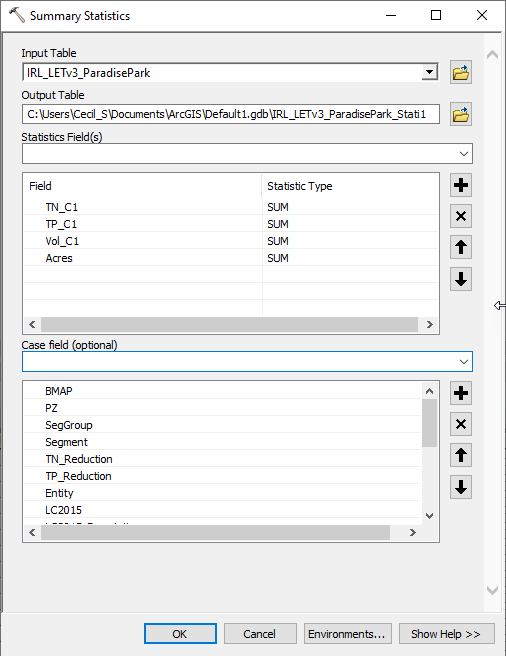 Summary Statistics
Input Table
IRL_LETv3_ParadisePark
Output Table
C:\Users\Cecil_S\Documents\ArcGIS\Default1.gdb\IRL_LETv3_ParadisePark_Stati1
Statistics Field(s)
Field Statistic Type
TN_C1 SUM
TP_C1 SUM
Vol_C1 SUM
Acres SUM
Case field (optional)
BMAP
PZ
SegGroup
Segment
TN_Reduction
TP_Reduction
Entity
LC2015
OK Cancel Environments... Show Help >>